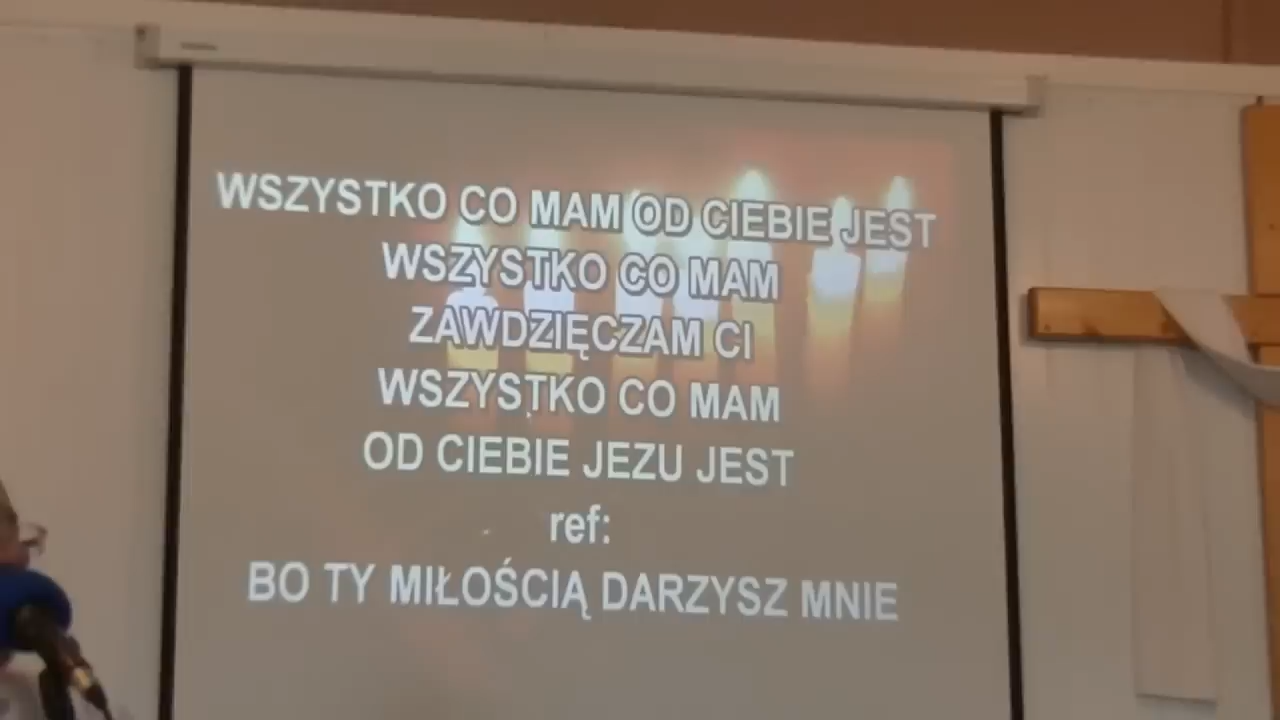 WSZYSTKO CO MAM OD CIEBIE JEST
WSZYSTKO CO MAM
ZAWDZIĘCZAM CI
WSZYSTKO CO MAM
OD CIEBIE JEZU JEST
ref:
BO TY MIŁOŚCIĄ DARZYSZ MNIE